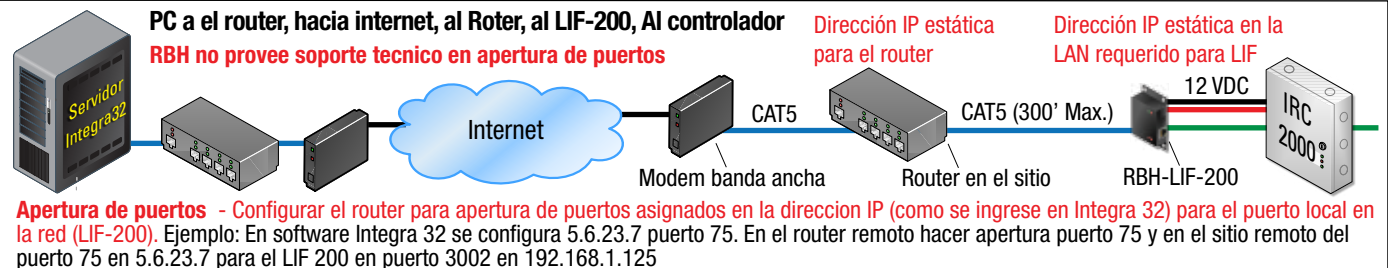 PC a el router, hacia internet, al Roter, al LIF-200, Al controlador
RBH no provee soporte tecnico en apertura de puertos
Dirección IP estática
para el router
Dirección IP estática en la
LAN requerido para LIF
Servidor
Integra32
Internet
CAT5
CAT5 (300' Max.)
12 VDC
IRC
2000
Modem banda ancha
Router en el sitio
RBH-LIF-200
Apertura de puertos - Configurar el router para apertura de puertos asignados en la direccion IP (como se ingrese en Integra 32) para el puerto local en
la red (LIF-200). Ejemplo: En software Integra 32 se configura 5.6.23.7 puerto 75. En el router remoto hacer apertura puerto 75 y en el sitio remoto del
puerto 75 en 5.6.23.7 para el LIF 200 en puerto 3002 en 192.168.1.125